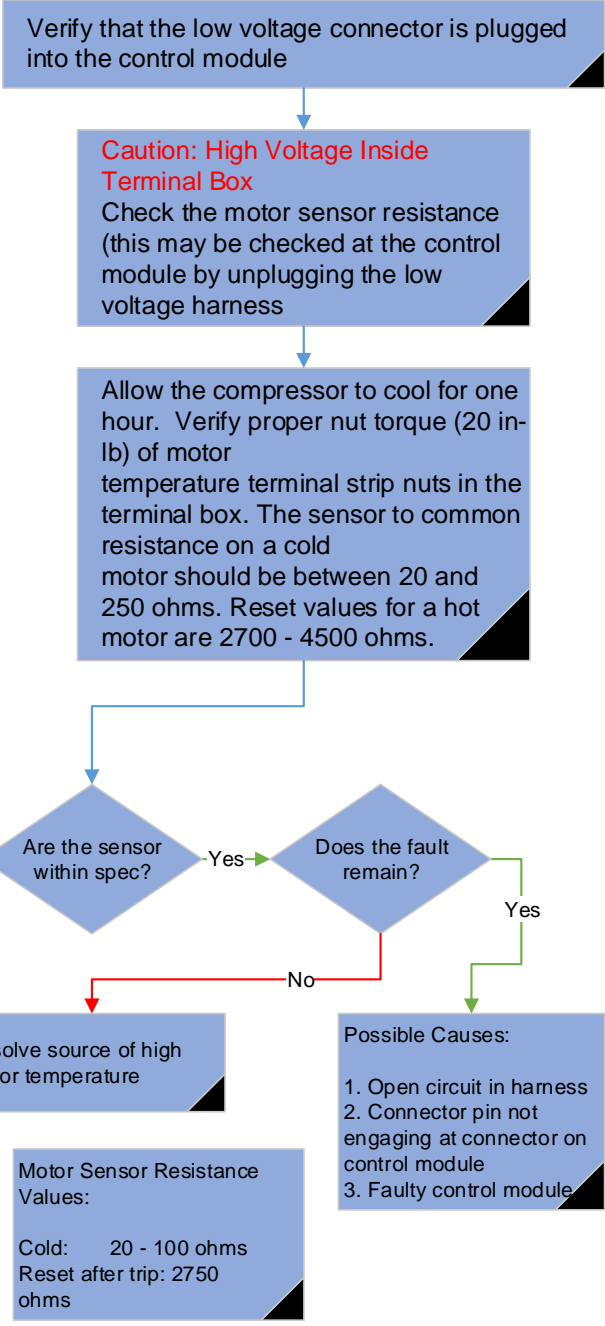 Verify that the low voltage connector is plugged
into the control module
Caution: High Voltage Inside
Terminal Box
Check the motor sensor resistance
(this may be checked at the control
module by unplugging the low
voltage harness
Allow the compressor to cool for one
hour.  Verify proper nut torque (20 in-
lb) of motor
temperature terminal strip nuts in the
terminal box. The sensor to common
resistance on a cold
motor should be between 20 and
250 ohms. Reset values for a hot
motor are 2700 - 4500 ohms.
Are the sensor
within spec?
Yes
Does the fault
remain?
Yes
No
solve source of high
or temperature
Possible Causes:
1. Open circuit in harness
2. Connector pin not
engaging at connector on
control module
3. Faulty control module
Motor Sensor Resistance
Values:
Cold: 20 - 100 ohms
Reset after trip: 2750
ohms